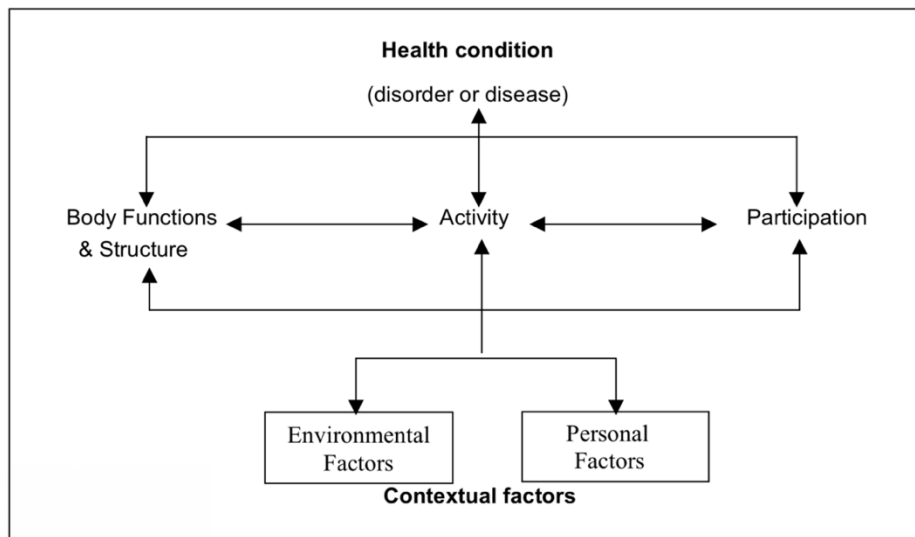 Health condition
(disorder or disease)
Body Functions
& Structure
Activity
Participation
Environmental
Factors
Personal
Factors
Contextual factors